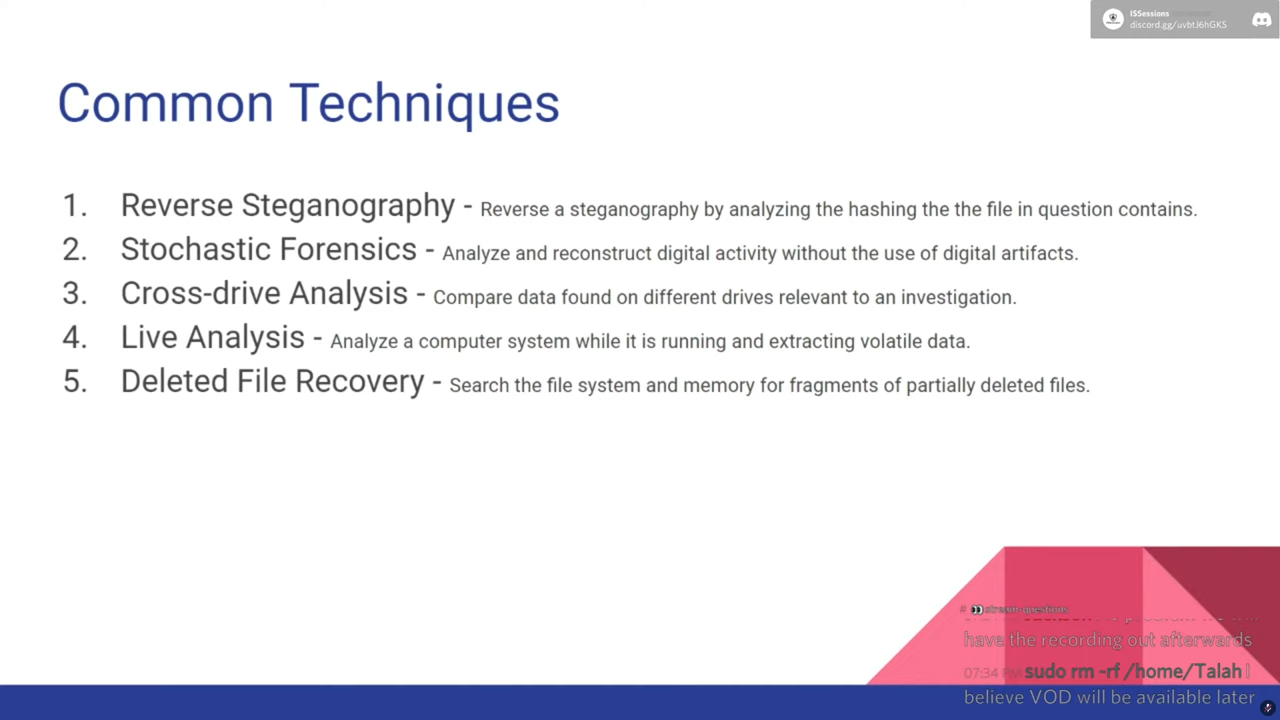 ISSessions
discord.gg/uvbtJ6hGKS
Common Techniques
1. Reverse Steganography - Reverse a steganography by analyzing the hashing the the file in question contains.
2. Stochastic Forensics - Analyze and reconstruct digital activity without the use of digital artifacts.
3. Cross-drive Analysis - Compare data found on different drives relevant to an investigation.
4. Live Analysis - Analyze a computer system while it is running and extracting volatile data.
5. Deleted File Recovery - Search the file system and memory for fragments of partially deleted files.
# 👀stream-questions
have the recording out afterwards
07:34 PM sudo rm -rf /home/Talah I
believe VOD will be available later